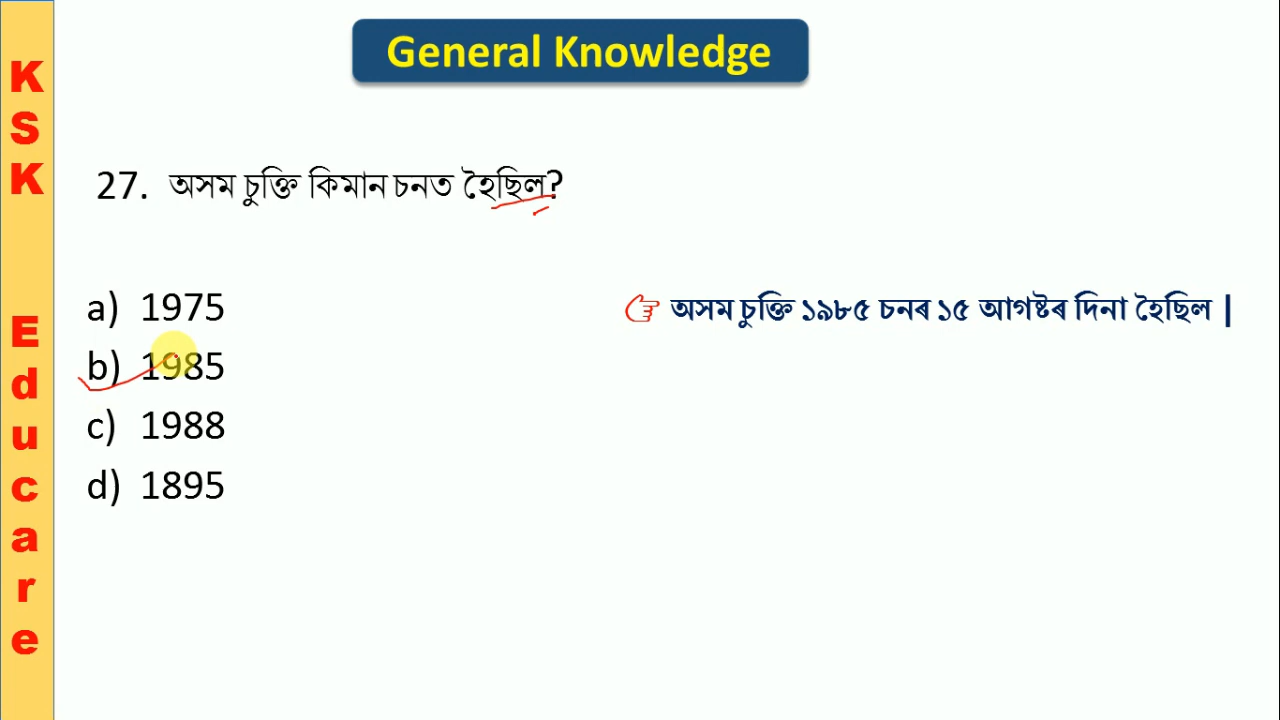 General Knowledge
KSK Educare
27. অসম চুক্তি কিমান চনত হৈছিল?
a) 1975
b) 1985
c) 1988
d) 1895
অসম চুক্তি ১৯৮৫ চনৰ ১৫ আগষ্টৰ দিনা হৈছিল |